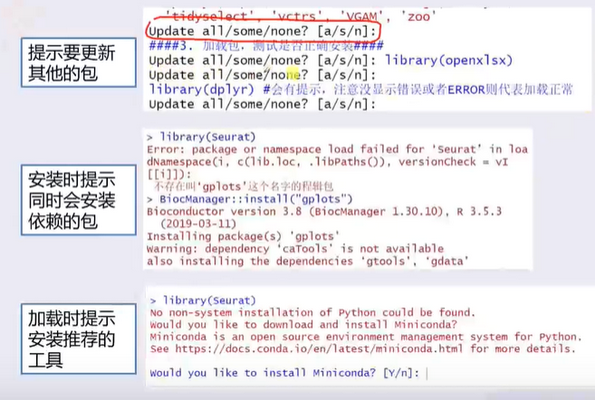 'tidyselect', 'vctrs', 'VGAM', 'zoo'
Update all/some/none? [a/s/n]:
####3. 加载包，测试是否正确安装####
Update all/some/none? [a/s/n]: library(openxlsx)
Update all/some/none? [a/s/n]:
library(dplyr) #会有提示，注意没显示错误或者ERROR则代表加载正常
Update all/some/none? [a/s/n]:
提示要更新
其他的包
> library(Seurat)
Error: package or namespace load failed for 'Seurat' in loa
dNamespace(i, c(lib.loc, .libPaths()), versionCheck = vI
[[i]]):
不存在叫'gplots'这个名字的程辑包
> BiocManager::install("gplots")
Bioconductor version 3.8 (BiocManager 1.30.10), R 3.5.3
(2019-03-11)
Installing package(s) 'gplots'
Warning: dependency 'caTools' is not available
also installing the dependencies 'gtools', 'gdata'
安装时提示
同时会安装
依赖的包
> library(Seurat)
No non-system installation of Python could be found.
Would you like to download and install Miniconda?
Miniconda is an open source environment management system for Python.
See https://docs.conda.io/en/latest/miniconda.html for more details.
Would you like to install Miniconda? [Y/n]:
加载时提示
安装推荐的
工具